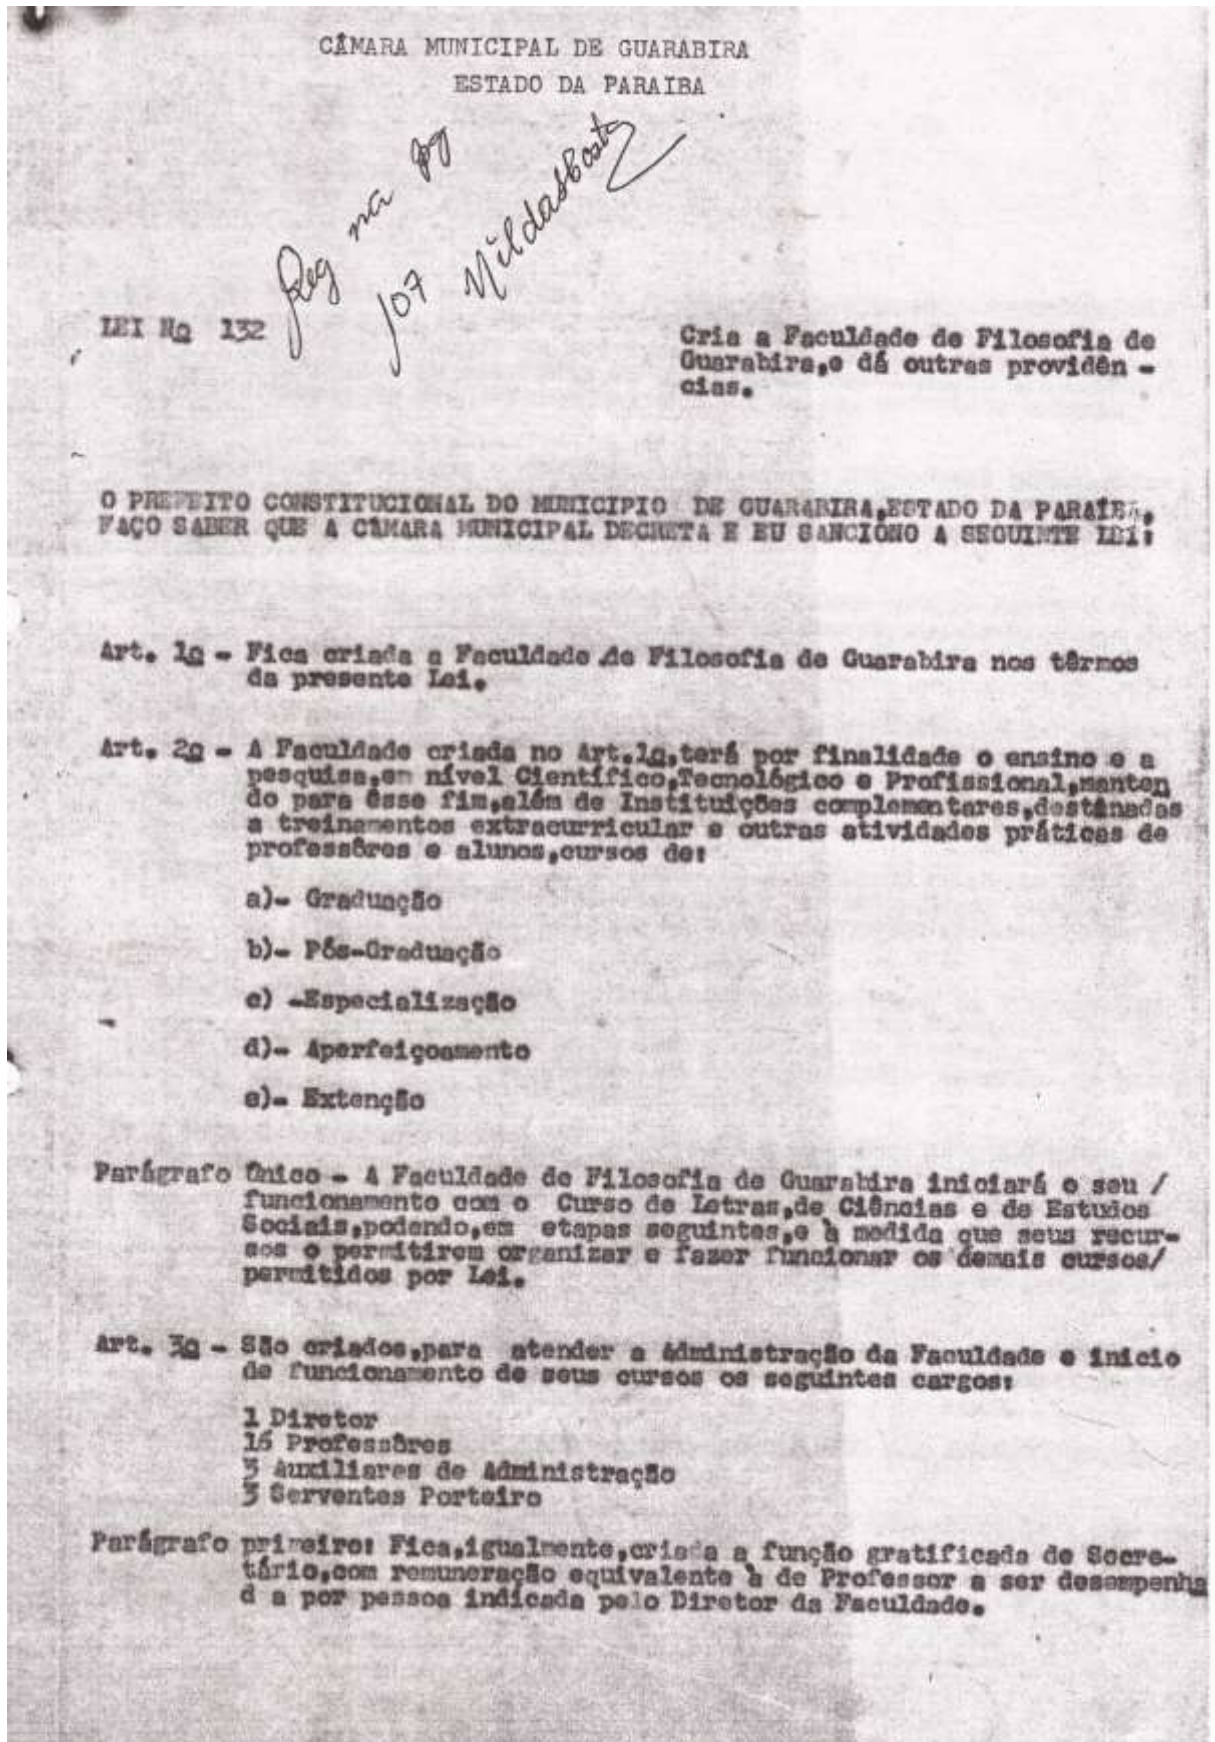 CÂMARA MUNICIPAL DE GUARABIRA
ESTADO DA PARAIBA
Reg na pg
107 Nildasbcosta
LEI Nº 132
Cria a Faculdade de Filosofia de
Guarabira,e dá outras providên -
cias.
O PREFEITO CONSTITUCIONAL DO MUNICIPIO DE GUARABIRA,ESTADO DA PARAÍBA,
FAÇO SABER QUE A CÂMARA MUNICIPAL DECRETA E EU SANCIONO A SEGUINTE LEI:
Art. 1º - Fica criada a Faculdade de Filosofia de Guarabira nos têrmos
da presente Lei.
Art. 2º - A Faculdade criada no Art.1º,terá por finalidade o ensino e a
pesquisa,em nível Científico,Tecnológico e Profissional,manten
do para êsse fim,além de Instituições complementares,destinadas
a treinamentos extracurricular e outras atividades práticas de
professôres e alunos,cursos de:
a)- Graduação
b)- Pós-Graduação
c) -Especialização
d)- Aperfeiçoamento
e)- Extenção
Parágrafo Único - A Faculdade de Filosofia de Guarabira iniciará o seu /
funcionamento com o Curso de Letras,de Ciências e de Estudos
Sociais,podendo,em etapas seguintes,e à medida que seus recur-
sos o permitirem organizar e fazer funcionar os demais cursos/
permitidos por Lei.
Art. 3º - São criados,para atender a Administração da Faculdade e inicio
de funcionamento de seus cursos os seguintes cargos:
1 Diretor
16 Professôres
3 Auxiliares de Administração
3 Serventes Porteiro
Parágrafo primeiro: Fica,igualmente,criada a função gratificada de Secre-
tário,com remuneração equivalente à de Professor a ser desempenha
d a por pessoa indicada pelo Diretor da Faculdade.